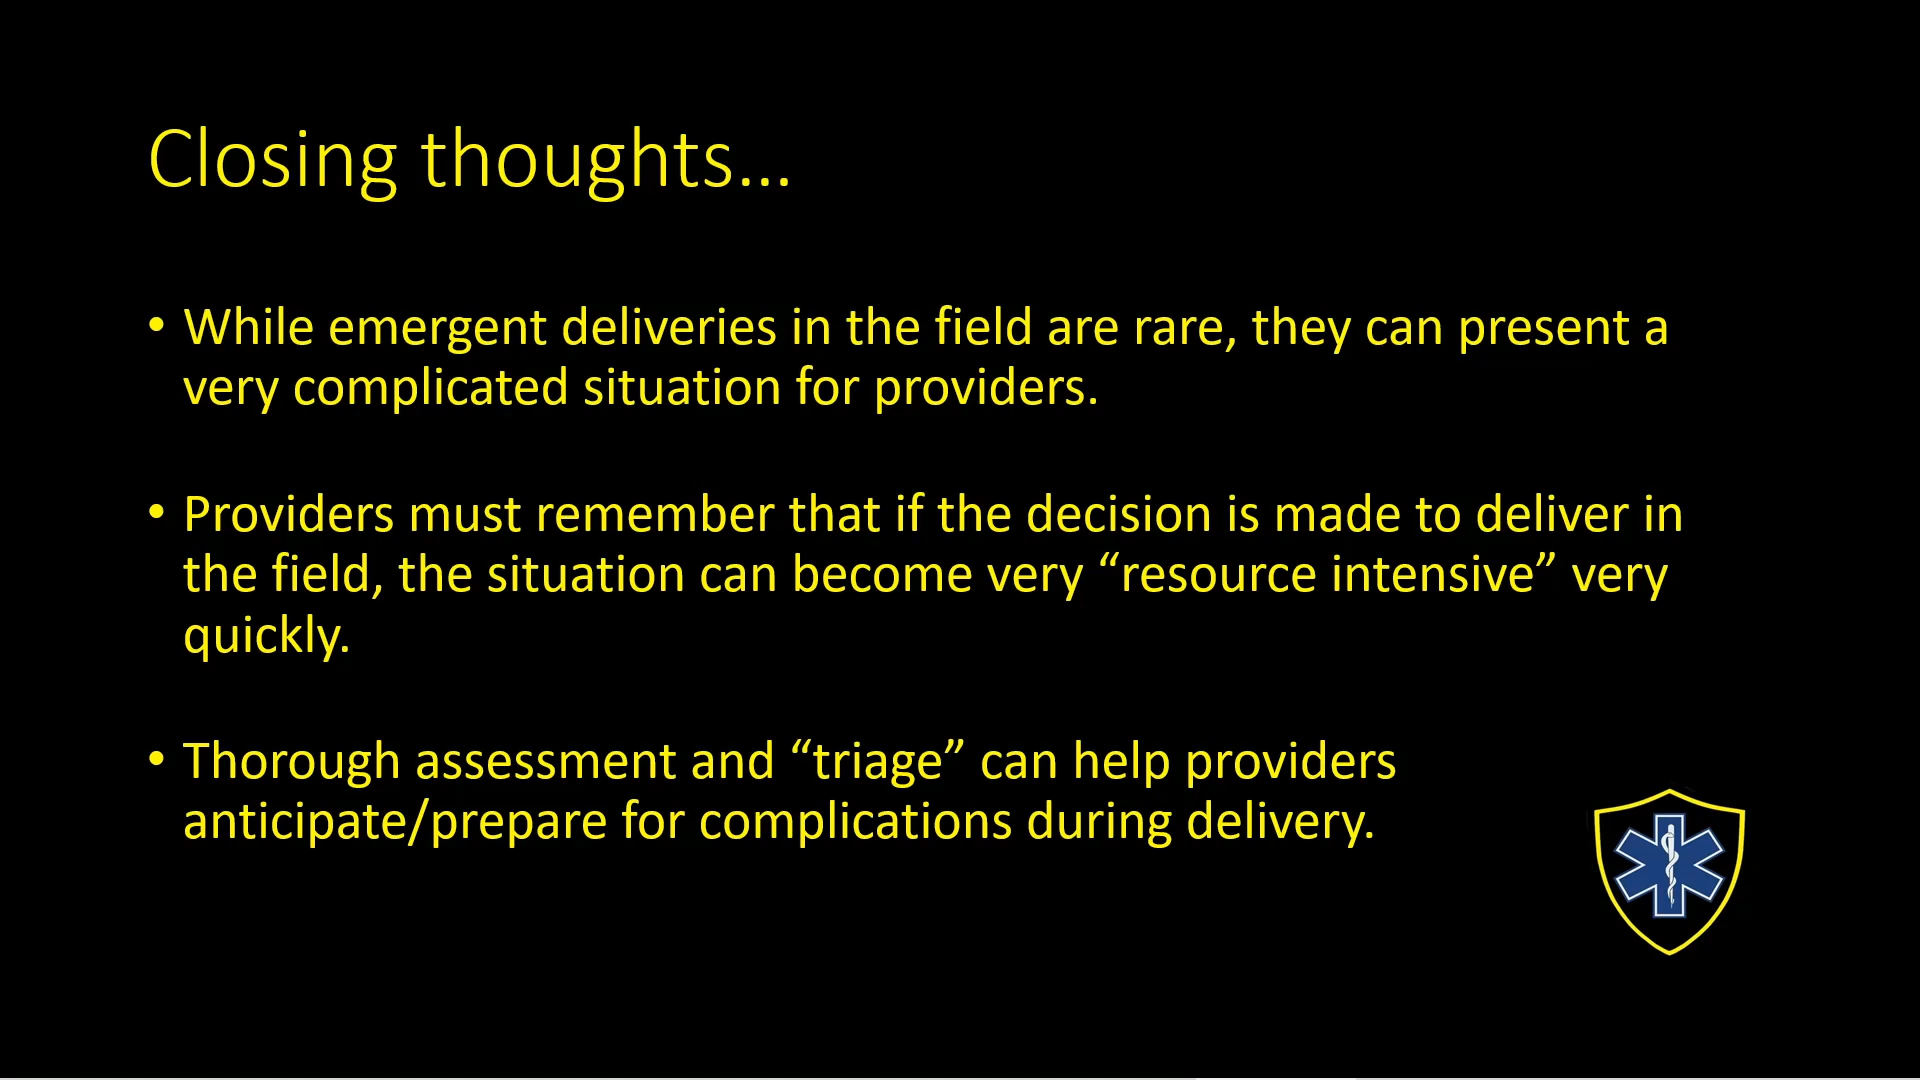 Closing thoughts...
• While emergent deliveries in the field are rare, they can present a
very complicated situation for providers.
• Providers must remember that if the decision is made to deliver in
the field, the situation can become very “resource intensive” very
quickly.
• Thorough assessment and “triage” can help providers
anticipate/prepare for complications during delivery.